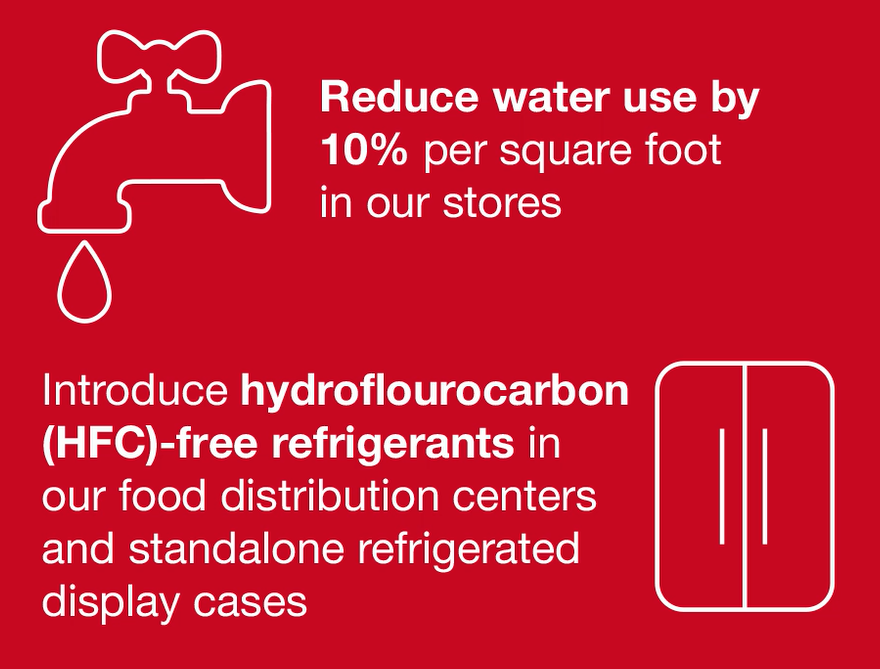 Reduce water use by
10% per square foot
in our stores
Introduce hydroflourocarbon
(HFC)-free refrigerants in
our food distribution centers
and standalone refrigerated
display cases